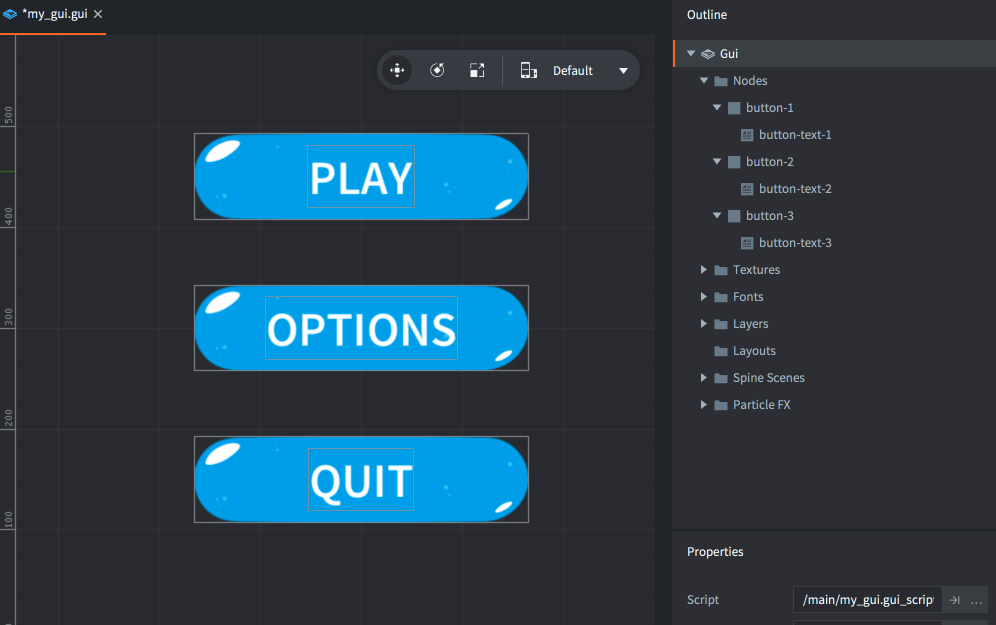 *my_gui.gui
Default
500
400
300
200
100
PLAY
OPTIONS
QUIT
Outline
Gui
Nodes
button-1
button-text-1
button-2
button-text-2
button-3
button-text-3
Textures
Fonts
Layers
Layouts
Spine Scenes
Particle FX
Properties
Script /main/my_gui.gui_scrip
...